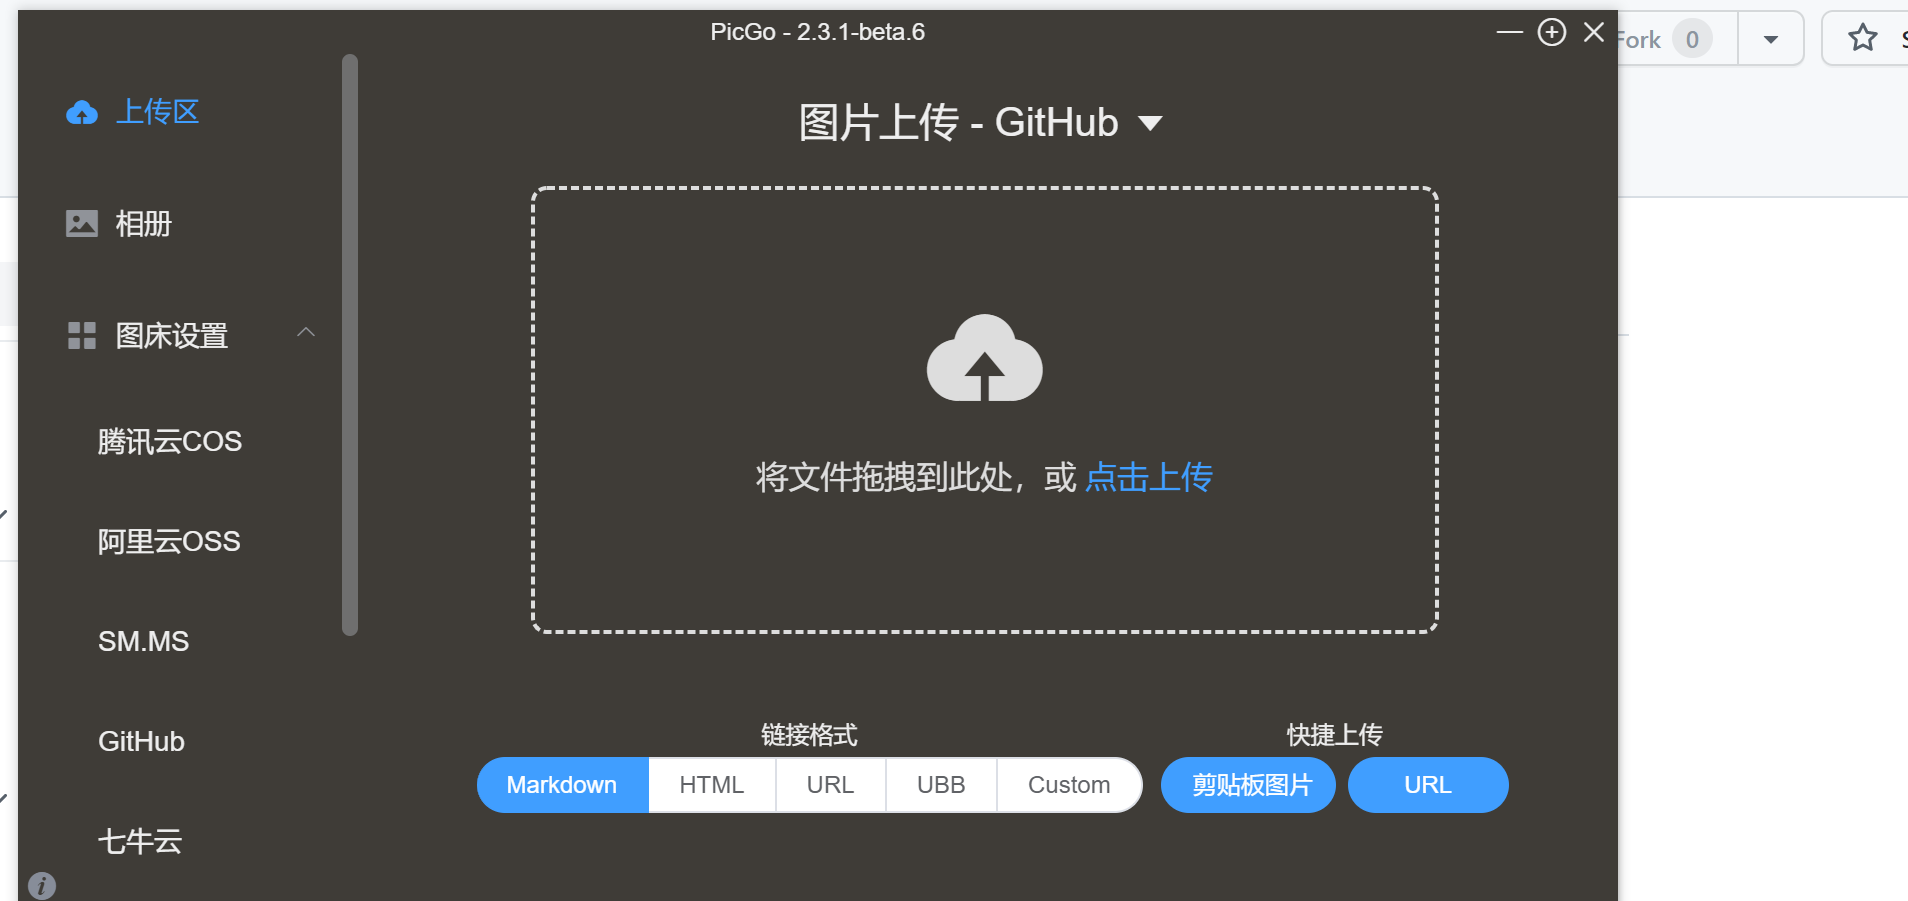 PicGo - 2.3.1-beta.6
Fork 0
上传区
相册
图床设置
腾讯云COS
阿里云OSS
SM.MS
GitHub
七牛云
图片上传 - GitHub
将文件拖拽到此处，或 点击上传
链接格式
Markdown
HTML
URL
UBB
Custom
快捷上传
剪贴板图片
URL